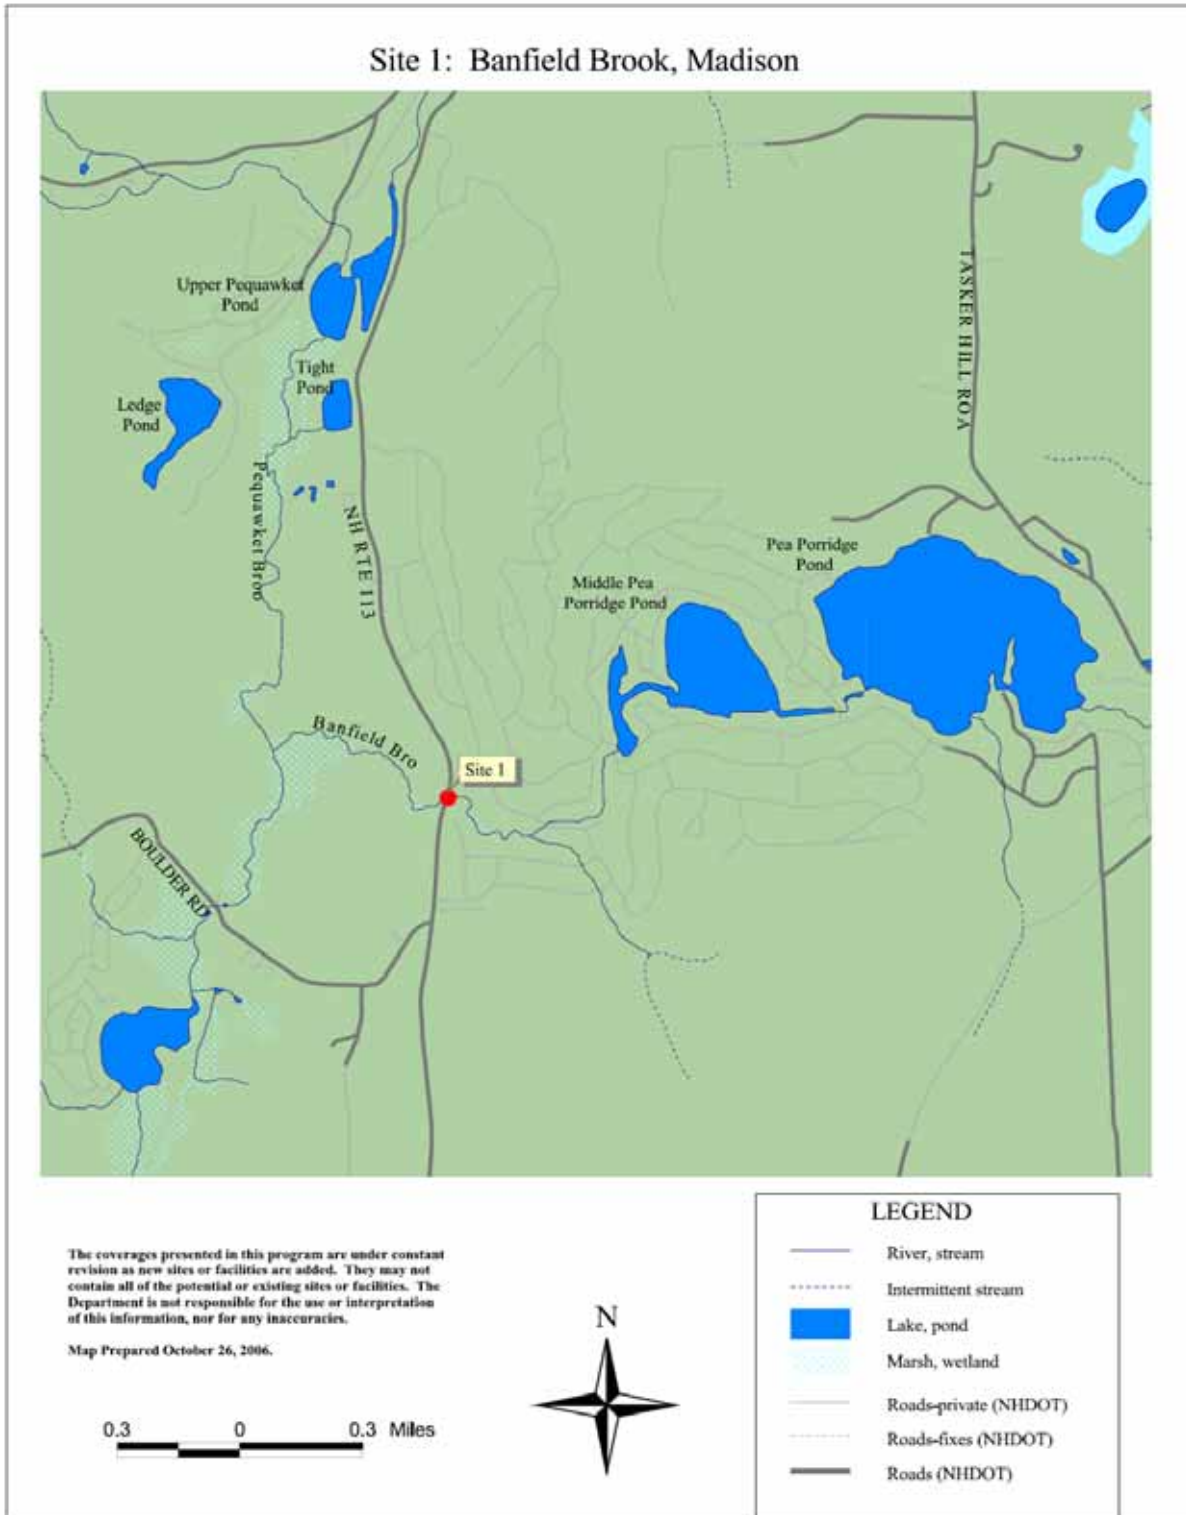 Site 1: Banfield Brook, Madison
Upper Pequawket
Pond
Tight
Pond
Ledge
Pond
Pequawket Broo
NH RTE 113
TASKER HILL ROA
Pea Porridge
Pond
Middle Pea
Porridge Pond
Banfield Bro
Site 1
BOULDER RD
The coverages presented in this program are under constant
revision as new sites or facilities are added. They may not
contain all of the potential or existing sites or facilities. The
Department is not responsible for the use or interpretation
of this information, nor for any inaccuracies.
Map Prepared October 26, 2006.
0.3 0 0.3 Miles
N
LEGEND
River, stream
Intermittent stream
Lake, pond
Marsh, wetland
Roads-private (NHDOT)
Roads-fixes (NHDOT)
Roads (NHDOT)